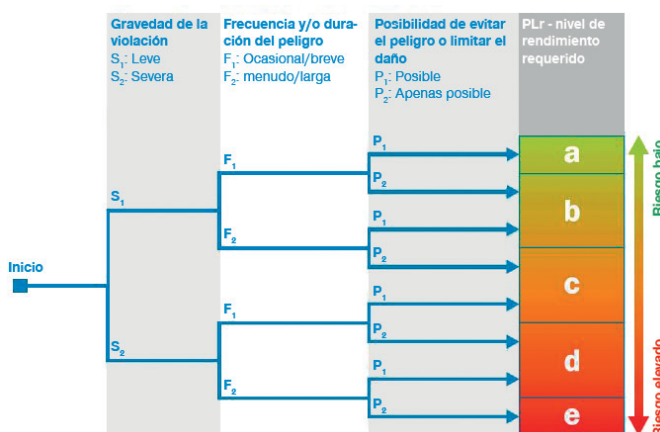 Gravedad de la
violación
S1: Leve
S2: Severa
Frecuencia y/o dura-
ción del peligro
F1: Ocasional/breve
F2: menudo/larga
Posibilidad de evitar
el peligro o limitar el
daño
P1: Posible
P2: Apenas posible
PLr - nivel de
rendimiento
requerido
Inicio
S1
S2
F1
F2
F1
F2
P1
P2
P1
P2
P1
P2
P1
P2
a
b
c
d
e
Riesgo bajo
Riesgo elevado